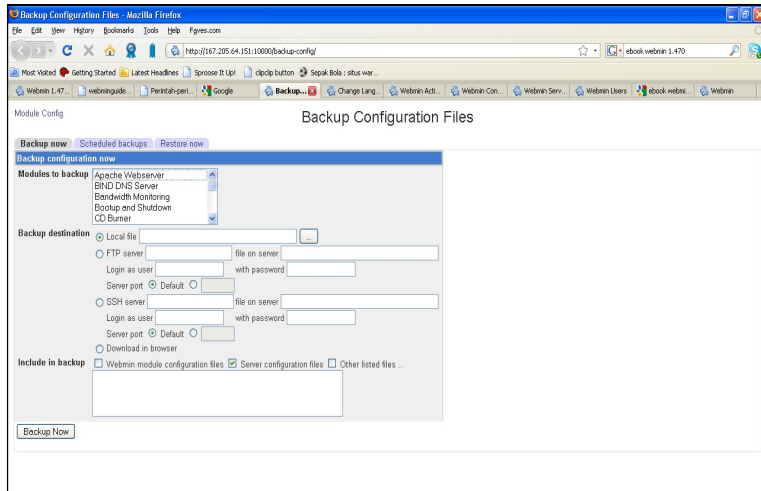 Backup Configuration Files - Mozilla Firefox
File Edit View History Bookmarks Tools Help Fayes.com
http://167.205.64.151:10000/backup-config/
ebook webmin 1.470
Most Visited Getting Started Latest Headlines Sproose It Up! clipclip button Sepak Bola : situs war...
Webmin 1.47... webminguide... Perintah-peri... Google Backup... Change Lang... Webmin Acti... Webmin Con... Webmin Serv... Webmin Users ebook webmi... Webmin
Module Config
Backup Configuration Files
Backup now Scheduled backups Restore now
Backup configuration now
Modules to backup Apache Webserver
BIND DNS Server
Bandwidth Monitoring
Bootup and Shutdown
CD Burner
Backup destination Local file ...
FTP server file on server
Login as user with password
Server port Default
SSH server file on server
Login as user with password
Server port Default
Download in browser
Include in backup Webmin module configuration files Server configuration files Other listed files ..
Backup Now